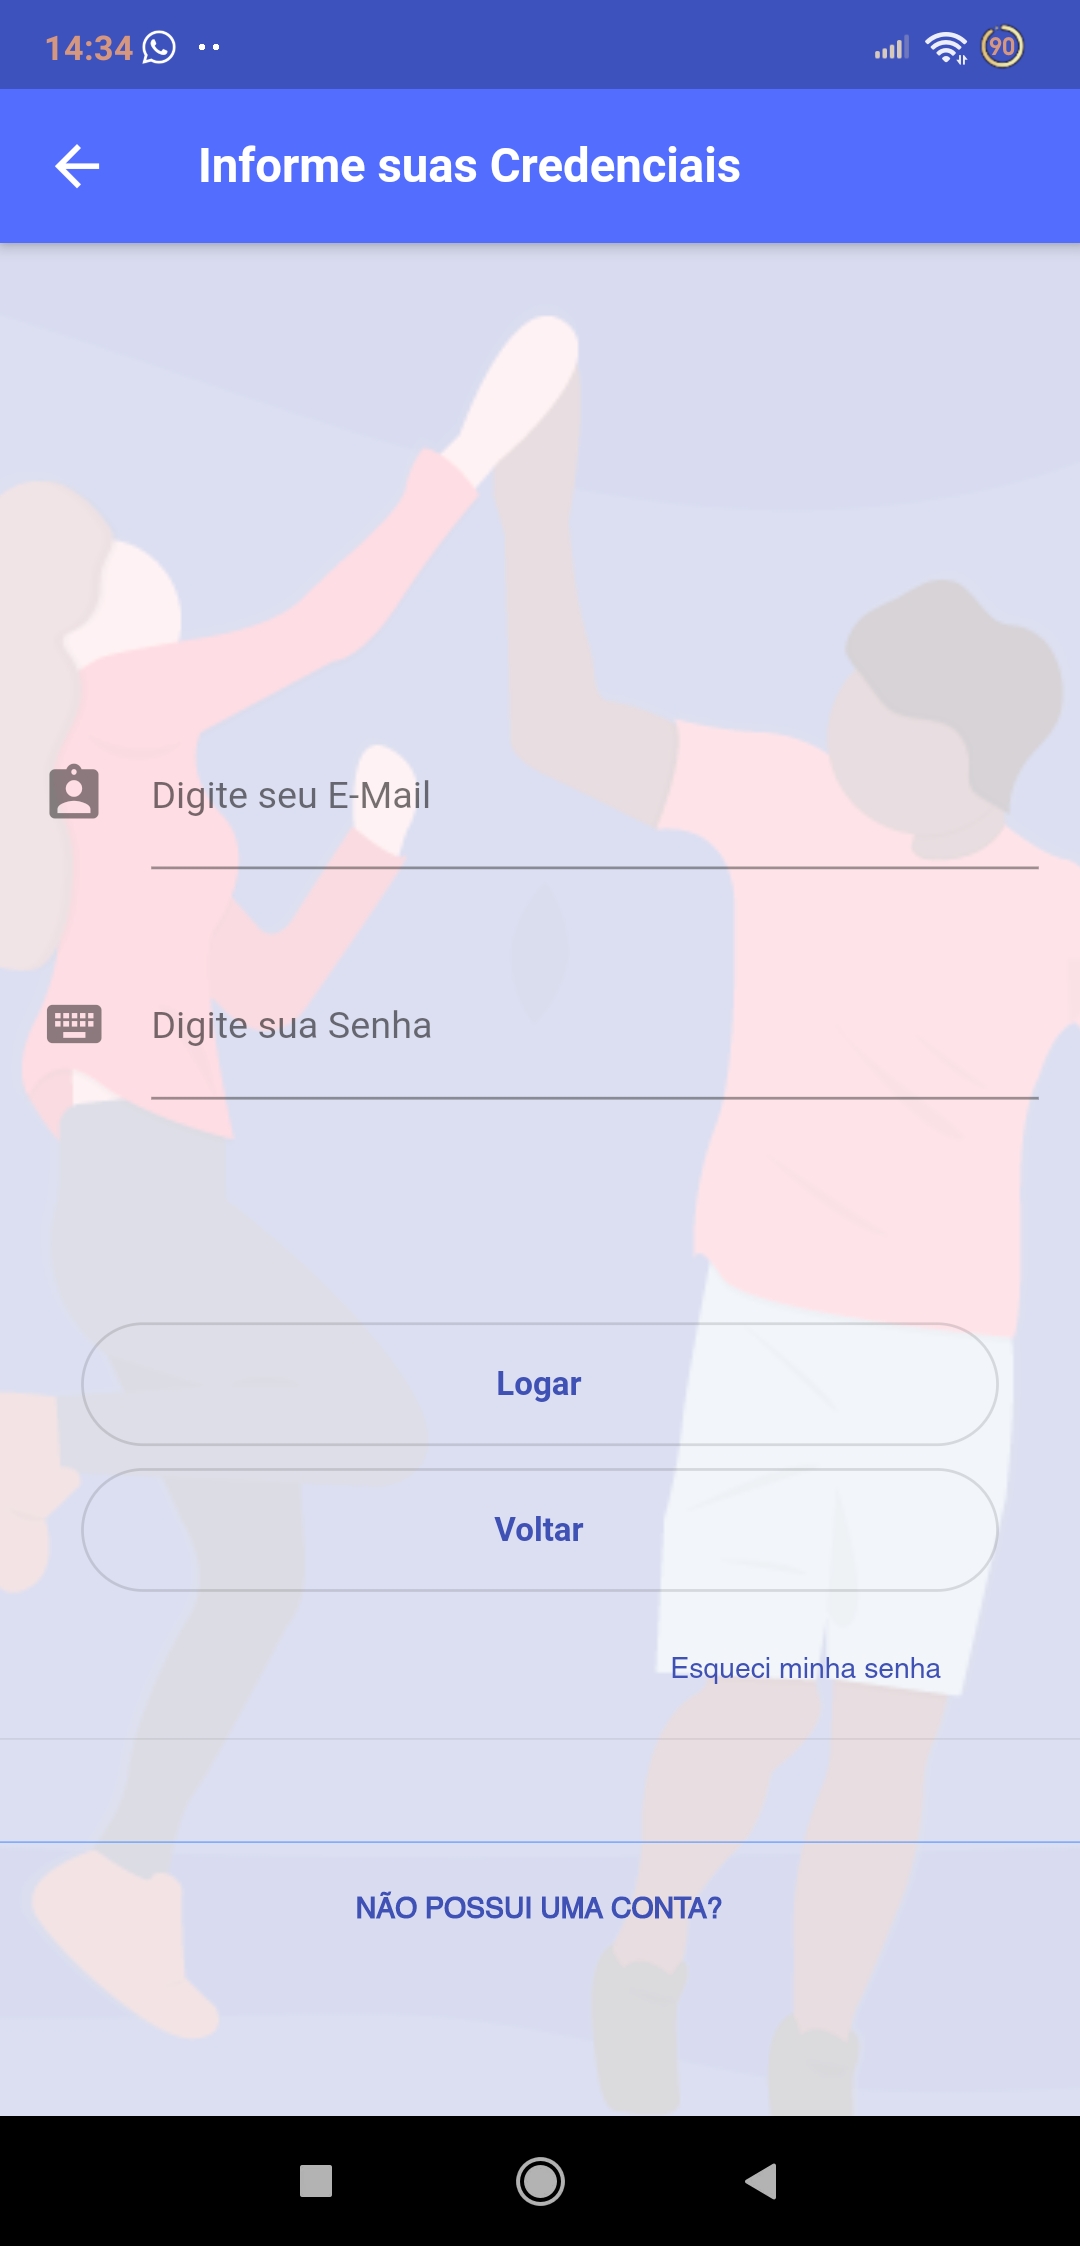 14:34
90
Informe suas Credenciais
Digite seu E-Mail
Digite sua Senha
Logar
Voltar
Esqueci minha senha
NÃO POSSUI UMA CONTA?